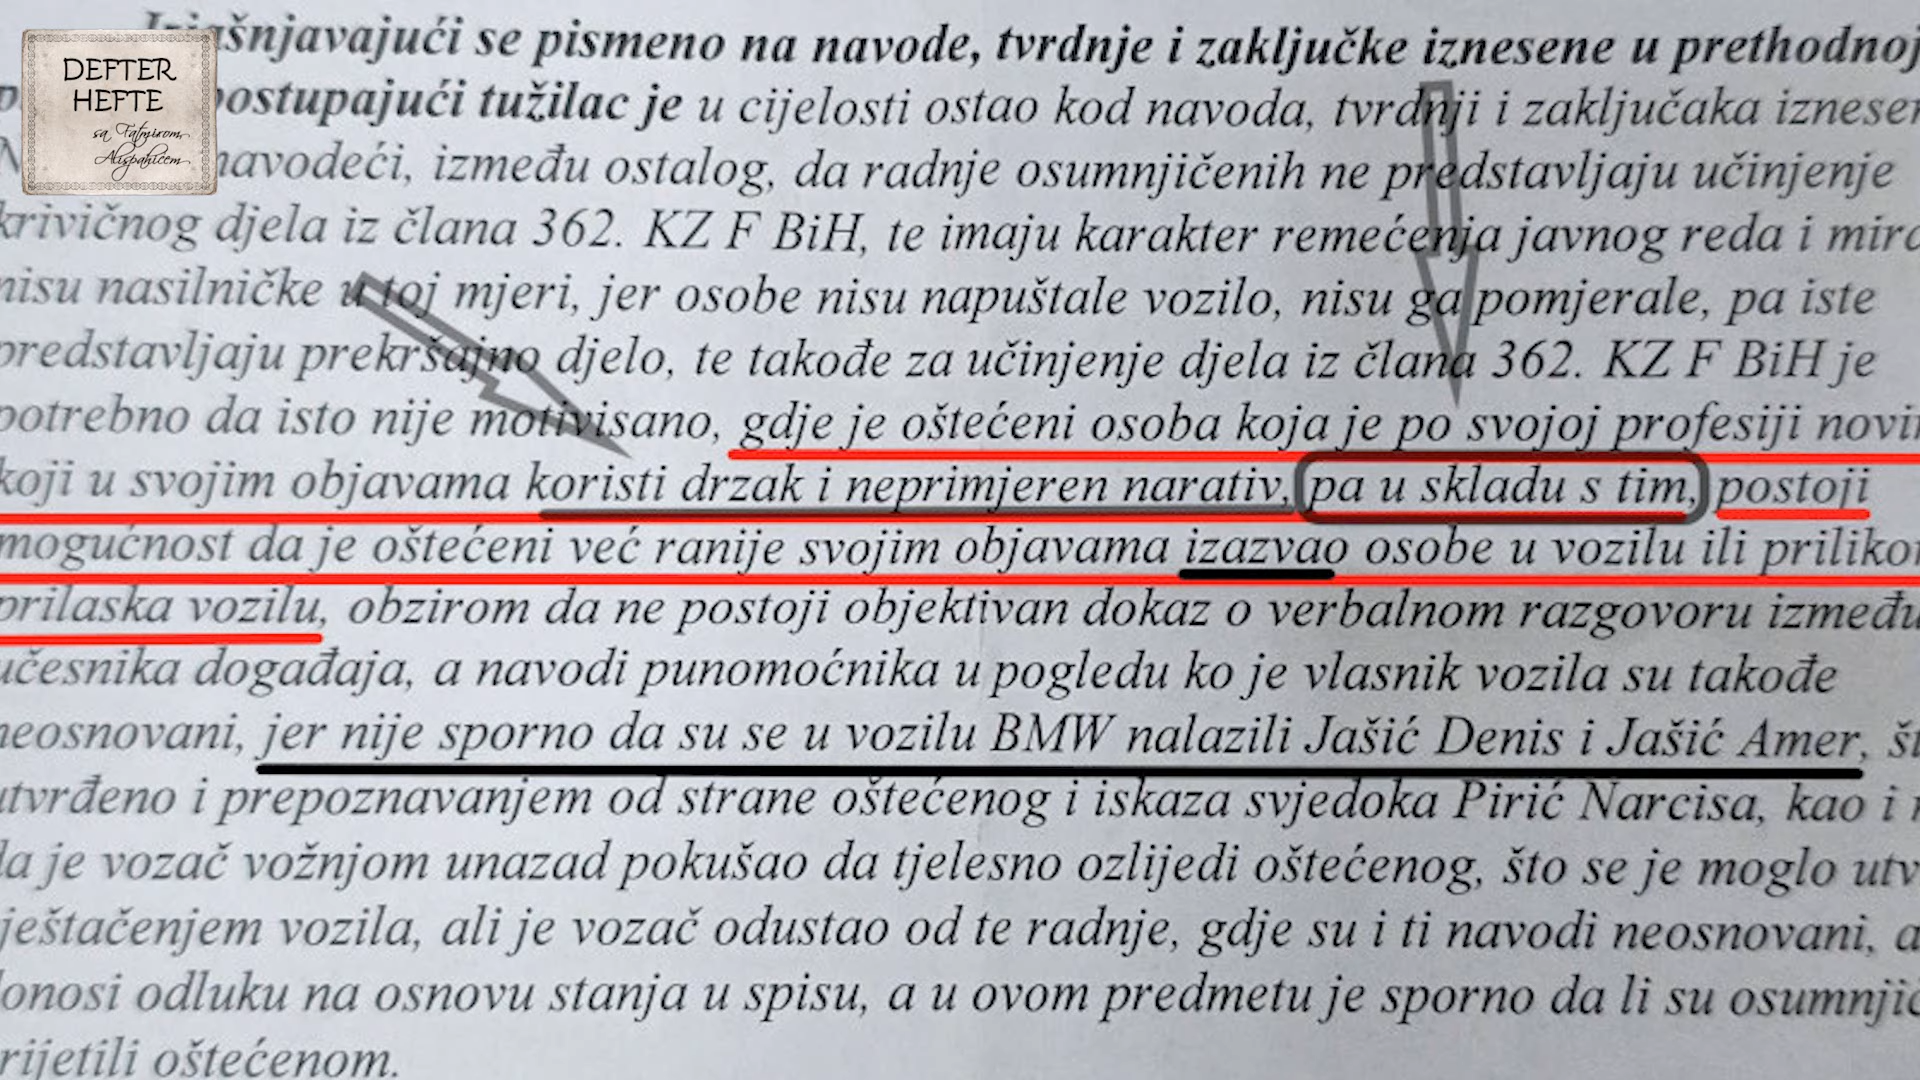 DEFTER
HEFTE
sa Fatmirom
Alispahićem
Izjašnjavajući se pismeno na navode, tvrdnje i zaključke iznesene u prethodnoj
postupajući tužilac je u cijelosti ostao kod navoda, tvrdnji i zaključaka
navodeći, između ostalog, da radnje osumnjičenih ne predstavljaju učinjenje
krivičnog djela iz člana 362. KZ F BiH, te imaju karakter remećenja javnog reda i
nisu nasilničke u toj mjeri, jer osobe nisu napuštale vozilo, nisu ga pomjerale, pa iste
predstavljaju prekršajno djelo, te takođe za učinjenje djela iz člana 362. KZ F BiH je
potrebno da isto nije motivisano, gdje je oštećeni osoba koja je po svojoj profesiji
koji u svojim objavama koristi drzak i neprimjeren narativ, pa u skladu s tim, postoji
mogućnost da je oštećeni već ranije svojim objavama izazvao osobe u vozilu ili
prilaska vozilu, obzirom da ne postoji objektivan dokaz o verbalnom razgovoru između
učesnika događaja, a navodi punomoćnika u pogledu ko je vlasnik vozila su takođe
neosnovani, jer nije sporno da su se u vozilu BMW nalazili Jašić Denis i Jašić Amer,
utvrđeno i prepoznavanjem od strane oštećenog i iskaza svjedoka Pirić Narcisa, kao i
da je vozač vožnjom unazad pokušao da tjelesno ozlijedi oštećenog, što se je moglo
vještačenjem vozila, ali je vozač odustao od te radnje, gdje su i ti navodi neosnovani,
donosi odluku na osnovu stanja u spisu, a u ovom predmetu je sporno da li su
prijetili oštećenom.